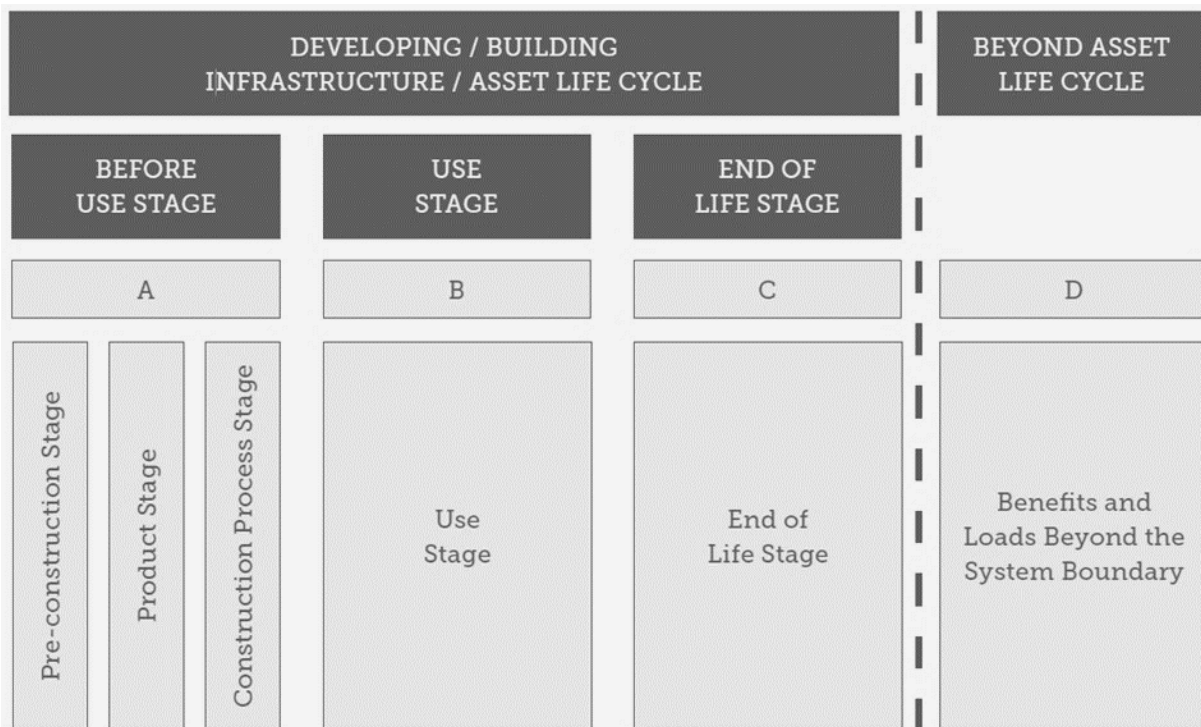 DEVELOPING / BUILDING
INFRASTRUCTURE / ASSET LIFE CYCLE
BEYOND ASSET
LIFE CYCLE
BEFORE
USE STAGE
USE
STAGE
END OF
LIFE STAGE
A
B
C
D
Pre-construction Stage
Product Stage
Construction Process Stage
Use
Stage
End of
Life Stage
Benefits and
Loads Beyond the
System Boundary